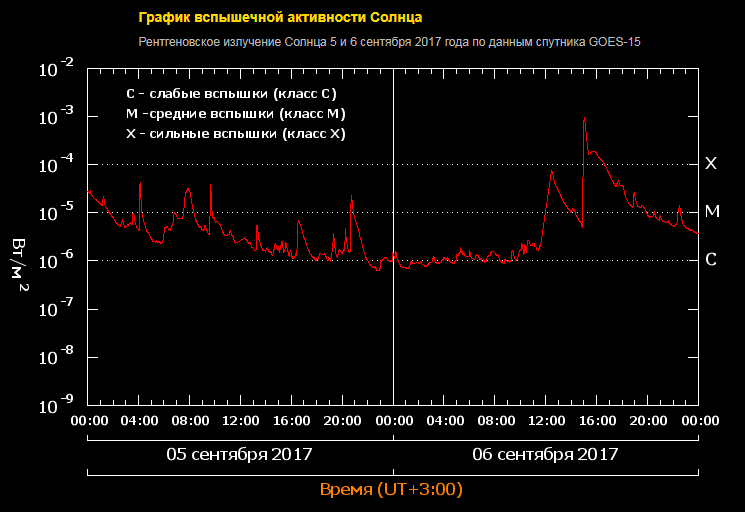 График вспышечной активности Солнца
Рентгеновское излучение Солнца 5 и 6 сентября 2017 года по данным спутника GOES-15
C - слабые вспышки (класс C)
M -средние вспышки (класс M)
X - сильные вспышки (класс X)
10⁻²
10⁻³
10⁻⁴
10⁻⁵
10⁻⁶
10⁻⁷
10⁻⁸
10⁻⁹
Вт/м²
X
M
C
00:00 04:00 08:00 12:00 16:00 20:00 00:00 04:00 08:00 12:00 16:00 20:00 00:00
05 сентября 2017 06 сентября 2017
Время (UT+3:00)